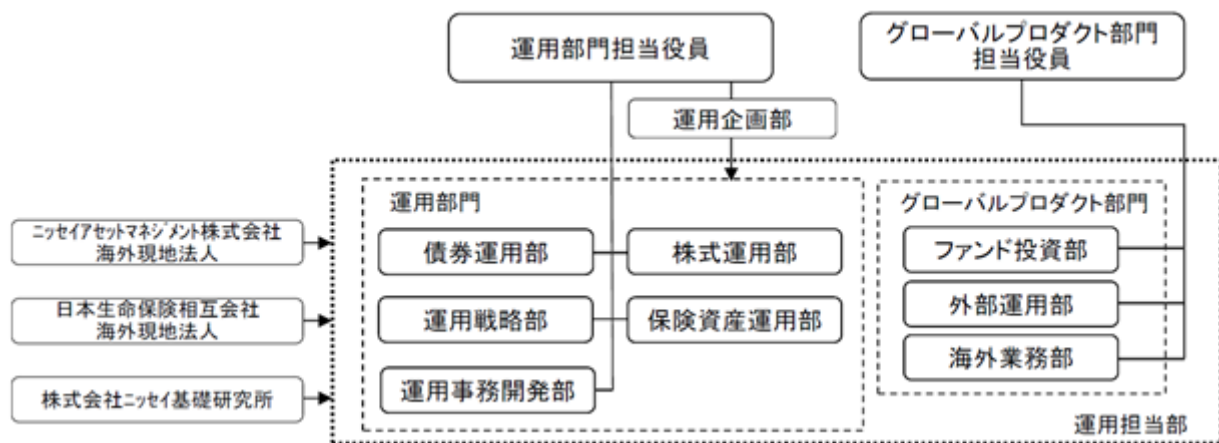 運用部門担当役員
グローバルプロダクト部門
担当役員
運用企画部
運用部門
グローバルプロダクト部門
ニッセイアセットマネジメント株式会社
海外現地法人
債券運用部
株式運用部
ファンド投資部
日本生命保険相互会社
海外現地法人
運用戦略部
保険資産運用部
外部運用部
海外業務部
株式会社ニッセイ基礎研究所
運用事務開発部
運用担当部